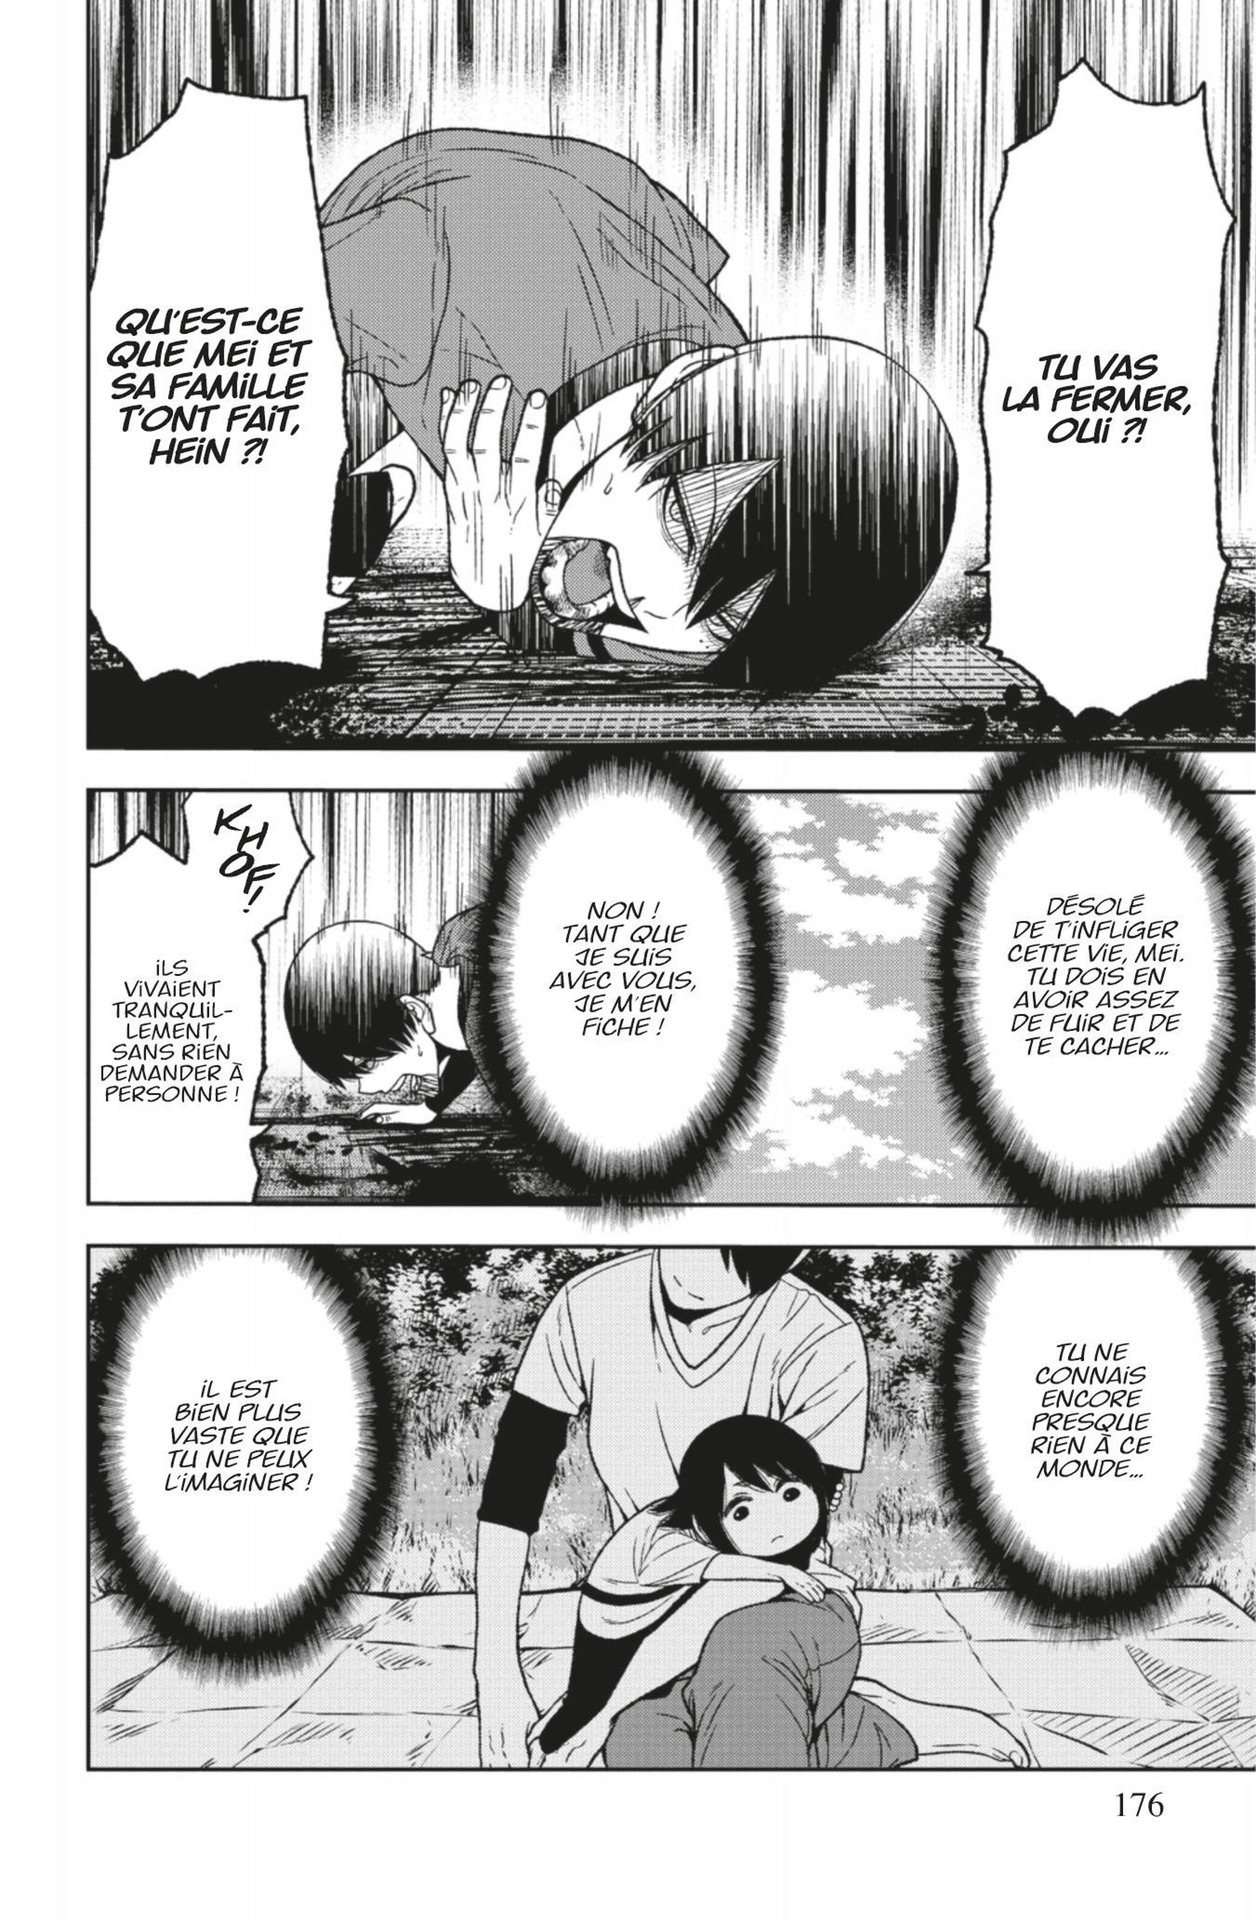 TU VAS
LA FERMER,
OUI ?!
QU'EST-CE
QUE MEI ET
SA FAMILLE
T'ONT FAIT,
HEIN ?!
DÉSOLÉ
DE T'INFLIGER
CETTE VIE, MEI.
TU DOIS EN
AVOIR ASSEZ
DE FUIR ET DE
TE CACHER...
NON !
TANT QUE
JE SUIS
AVEC VOUS,
JE M'EN
FICHE !
KHOF!
ILS
VIVAIENT
TRANQUIL-
LEMENT,
SANS RIEN
DEMANDER À
PERSONNE !
TU NE
CONNAIS
ENCORE
PRESQUE
RIEN À CE
MONDE...
IL EST
BIEN PLUS
VASTE QUE
TU NE PEUX
L'IMAGINER !
176